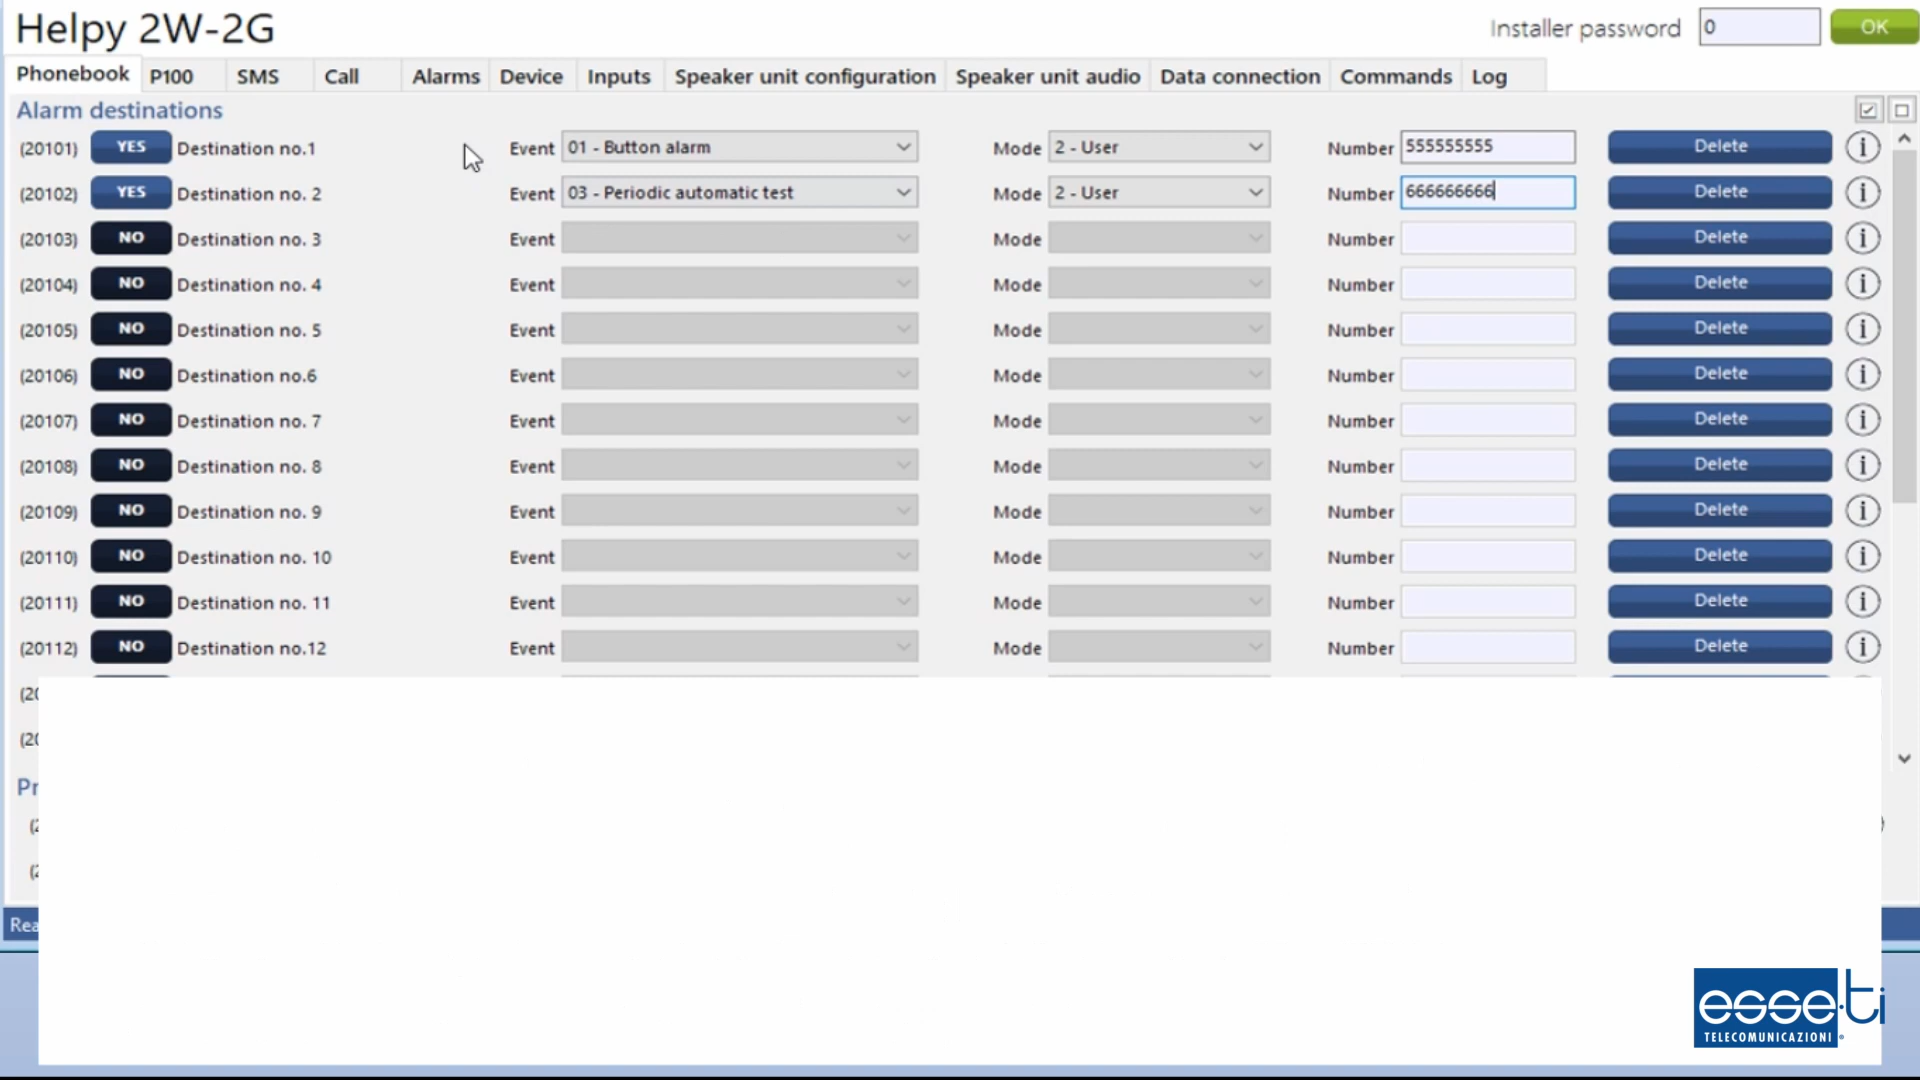 Helpy 2W-2G
Installer password 0 OK
Phonebook P100 SMS Call Alarms Device Inputs Speaker unit configuration Speaker unit audio Data connection Commands Log
Alarm destinations
(20101) YES Destination no.1 Event 01 - Button alarm Mode 2 - User Number 555555555 Delete i
(20102) YES Destination no. 2 Event 03 - Periodic automatic test Mode 2 - User Number 666666666 Delete i
(20103) NO Destination no. 3 Event Mode Number Delete i
(20104) NO Destination no. 4 Event Mode Number Delete i
(20105) NO Destination no. 5 Event Mode Number Delete i
(20106) NO Destination no.6 Event Mode Number Delete i
(20107) NO Destination no. 7 Event Mode Number Delete i
(20108) NO Destination no. 8 Event Mode Number Delete i
(20109) NO Destination no. 9 Event Mode Number Delete i
(20110) NO Destination no. 10 Event Mode Number Delete i
(20111) NO Destination no. 11 Event Mode Number Delete i
(20112) NO Destination no.12 Event Mode Number Delete i
esse-ti
TELECOMUNICAZIONI